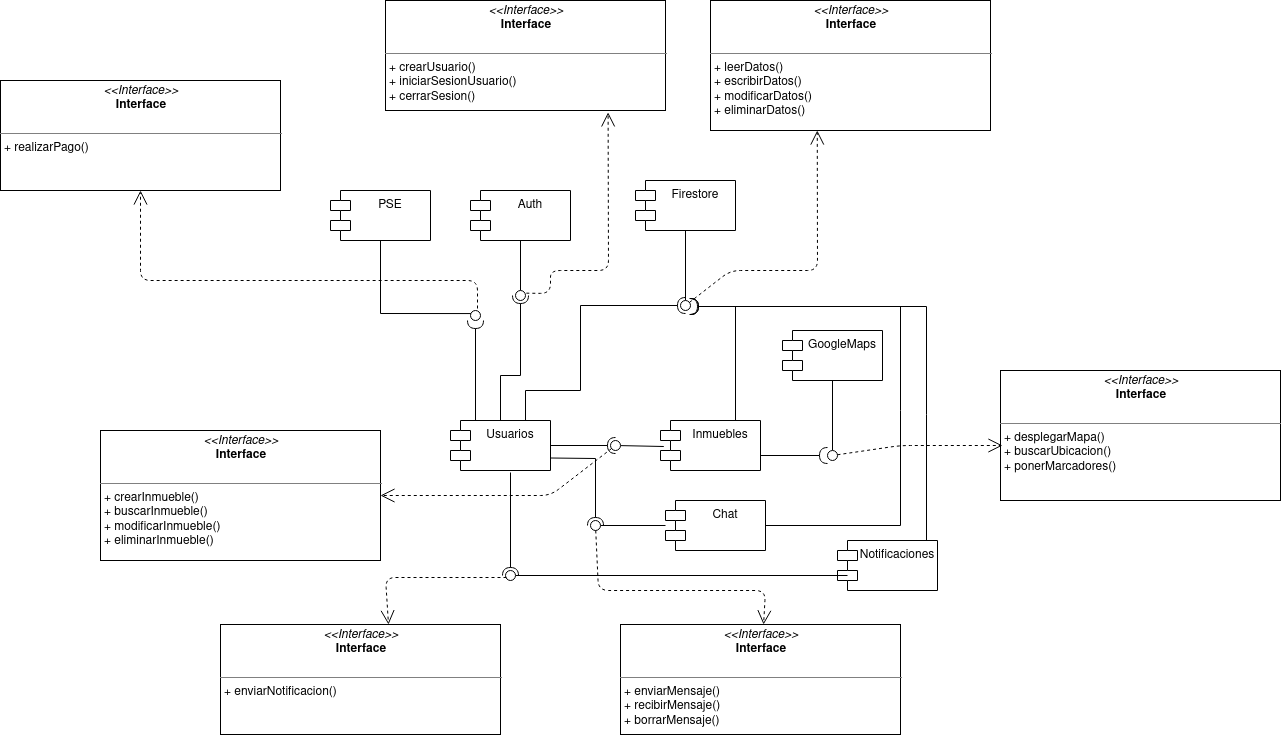 <<Interface>>
Interface
+ crearUsuario()
+ iniciarSesionUsuario()
+ cerrarSesion()
<<Interface>>
Interface
+ leerDatos()
+ escribirDatos()
+ modificarDatos()
+ eliminarDatos()
<<Interface>>
Interface
+ realizarPago()
PSE
Auth
Firestore
GoogleMaps
<<Interface>>
Interface
+ desplegarMapa()
+ buscarUbicacion()
+ ponerMarcadores()
Usuarios
Inmuebles
<<Interface>>
Interface
+ crearInmueble()
+ buscarInmueble()
+ modificarInmueble()
+ eliminarInmueble()
Chat
Notificaciones
<<Interface>>
Interface
+ enviarNotificacion()
<<Interface>>
Interface
+ enviarMensaje()
+ recibirMensaje()
+ borrarMensaje()